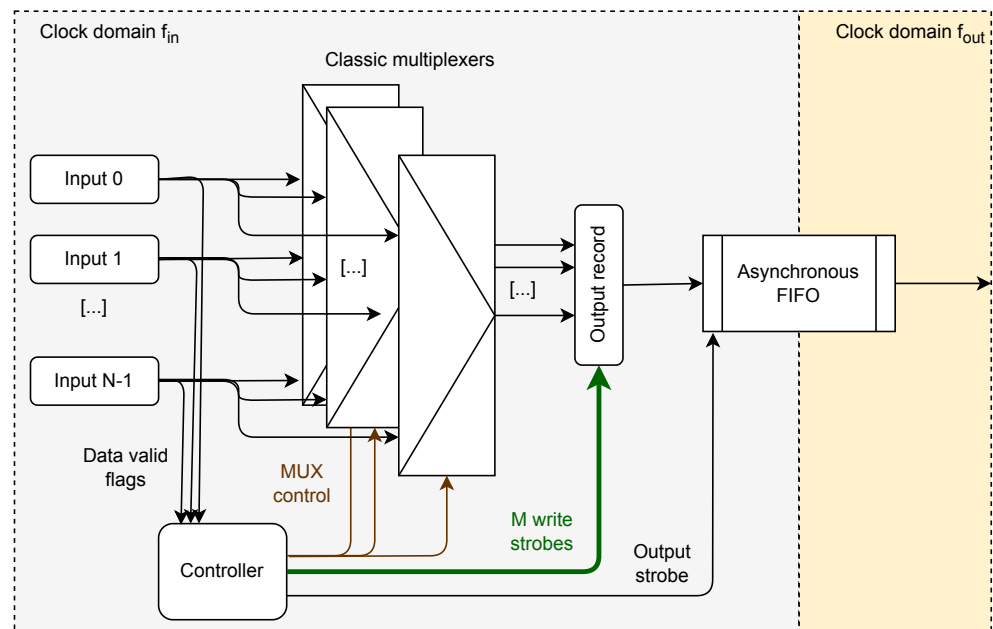 Clock domain fin
Clock domain fout
Classic multiplexers
Input 0
Input 1
[...]
Input N-1
[...]
[...]
Output record
Asynchronous
FIFO
Data valid
flags
MUX
control
M write
strobes
Output
strobe
Controller